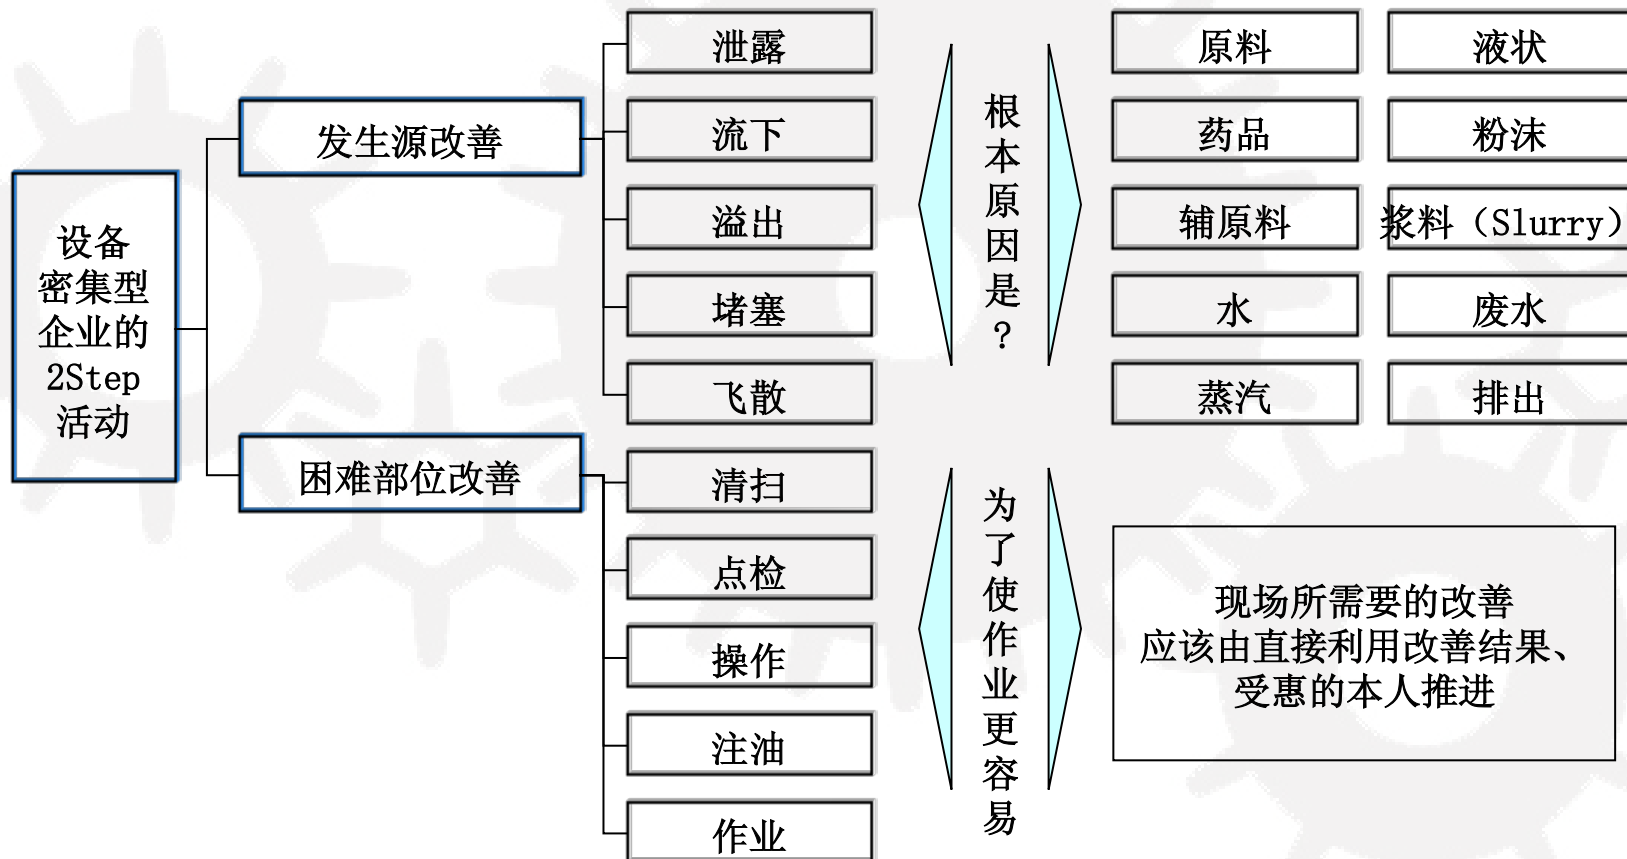 设备
密集型
企业的
2Step
活动
发生源改善
困难部位改善
泄露
流下
溢出
堵塞
飞散
清扫
点检
操作
注油
作业
根本原因是?
为了使作业更容易
原料
液状
药品
粉沫
辅原料
浆料（Slurry）
水
废水
蒸汽
排出
现场所需要的改善
应该由直接利用改善结果、
受惠的本人推进